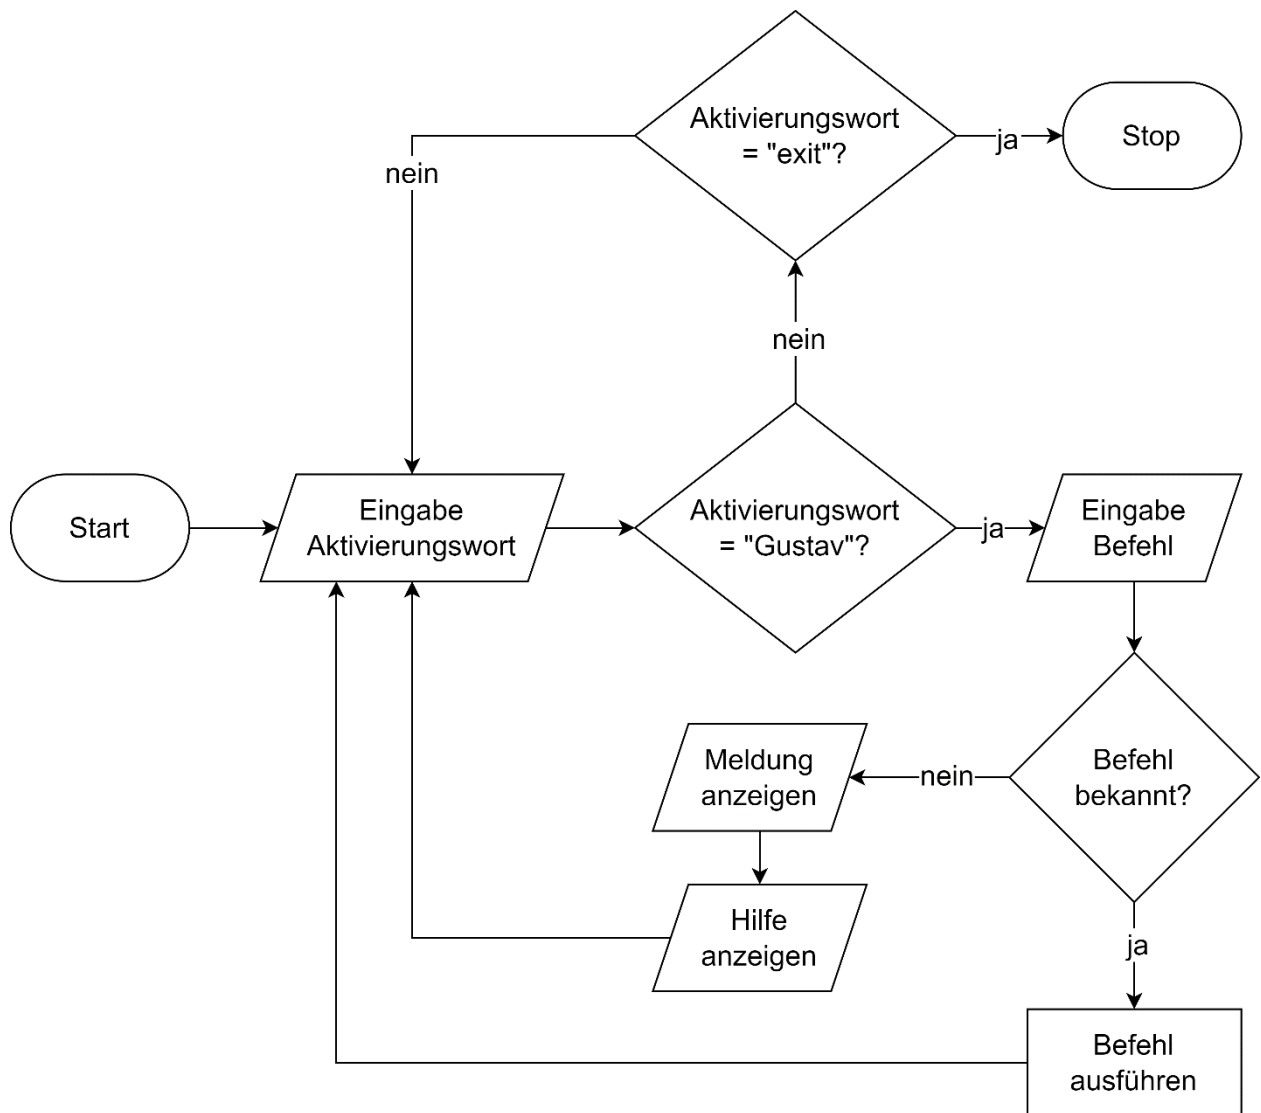 Aktivierungswort
= "exit"?
ja
Stop
nein
nein
Start
Eingabe
Aktivierungswort
Aktivierungswort
= "Gustav"?
ja
Eingabe
Befehl
Meldung
anzeigen
nein
Befehl
bekannt?
Hilfe
anzeigen
ja
Befehl
ausführen